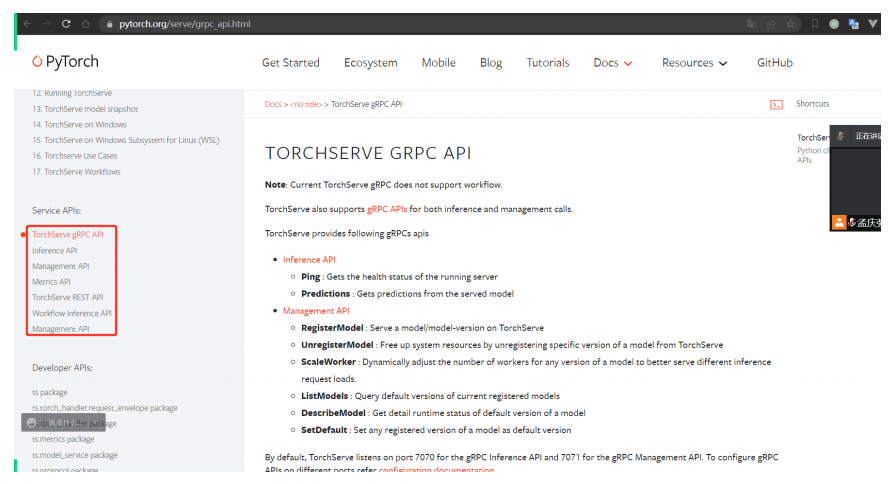 pytorch.org/serve/grpc_api.html
PyTorch
Get Started Ecosystem Mobile Blog Tutorials Docs Resources GitHub
12. Running TorchServe
13. TorchServe model snapshot
14. TorchServe on Windows
15. TorchServe on Windows Subsystem for Linux (WSL)
16. Torchserve Use Cases
17. TorchServe Workflows
Service APIs:
TorchServe gRPC API
Inference API
Management API
Metrics API
TorchServe REST API
Workflow Inference API
Management API
Developer APIs:
ts package
ts.torch_handler.request_envelope package
package
ts.metrics package
ts.model_service package
ts.protocol package
Docs > <no title> > TorchServe gRPC API
Shortcuts
TORCHSERVE GRPC API
Note: Current TorchServe gRPC does not support workflow.
TorchServe also supports gRPC APIs for both inference and management calls.
TorchServe provides following gRPCs apis
Inference API
Ping : Gets the health status of the running server
Predictions : Gets predictions from the served model
Management API
RegisterModel : Serve a model/model-version on TorchServe
UnregisterModel : Free up system resources by unregistering specific version of a model from TorchServe
ScaleWorker : Dynamically adjust the number of workers for any version of a model to better serve different inference
request loads.
ListModels : Query default versions of current registered models
DescribeModel : Get detail runtime status of default version of a model
SetDefault : Set any registered version of a model as default version
By default, TorchServe listens on port 7070 for the gRPC Inference API and 7071 for the gRPC Management API. To configure gRPC
APIs on different ports refer configuration documentation
TorchSer
Python cli
APIs
正在讲
孟庆